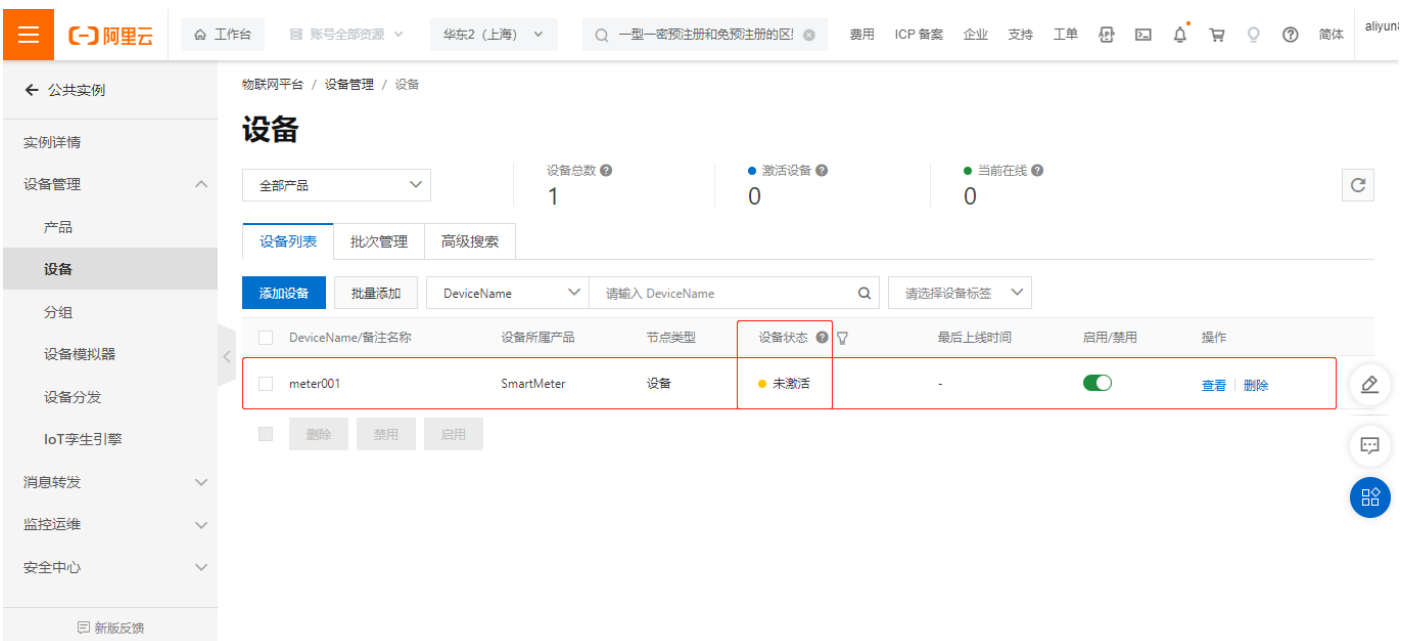 阿里云 工作台 账号全部资源 华东2（上海） 一型一密预注册和免预注册的区! 费用 ICP 备案 企业 支持 工单 简体 aliyun
公共实例
物联网平台 / 设备管理 / 设备
设备
实例详情
全部产品
设备总数
1
激活设备
0
当前在线
0
设备管理
产品
设备
分组
设备模拟器
设备分发
IoT孪生引擎
消息转发
监控运维
安全中心
新版反馈
设备列表 批次管理 高级搜索
添加设备 批量添加 DeviceName 请输入 DeviceName 请选择设备标签
DeviceName/备注名称 设备所属产品 节点类型 设备状态 最后上线时间 启用/禁用 操作
meter001 SmartMeter 设备 未激活 - 查看 删除
删除 禁用 启用